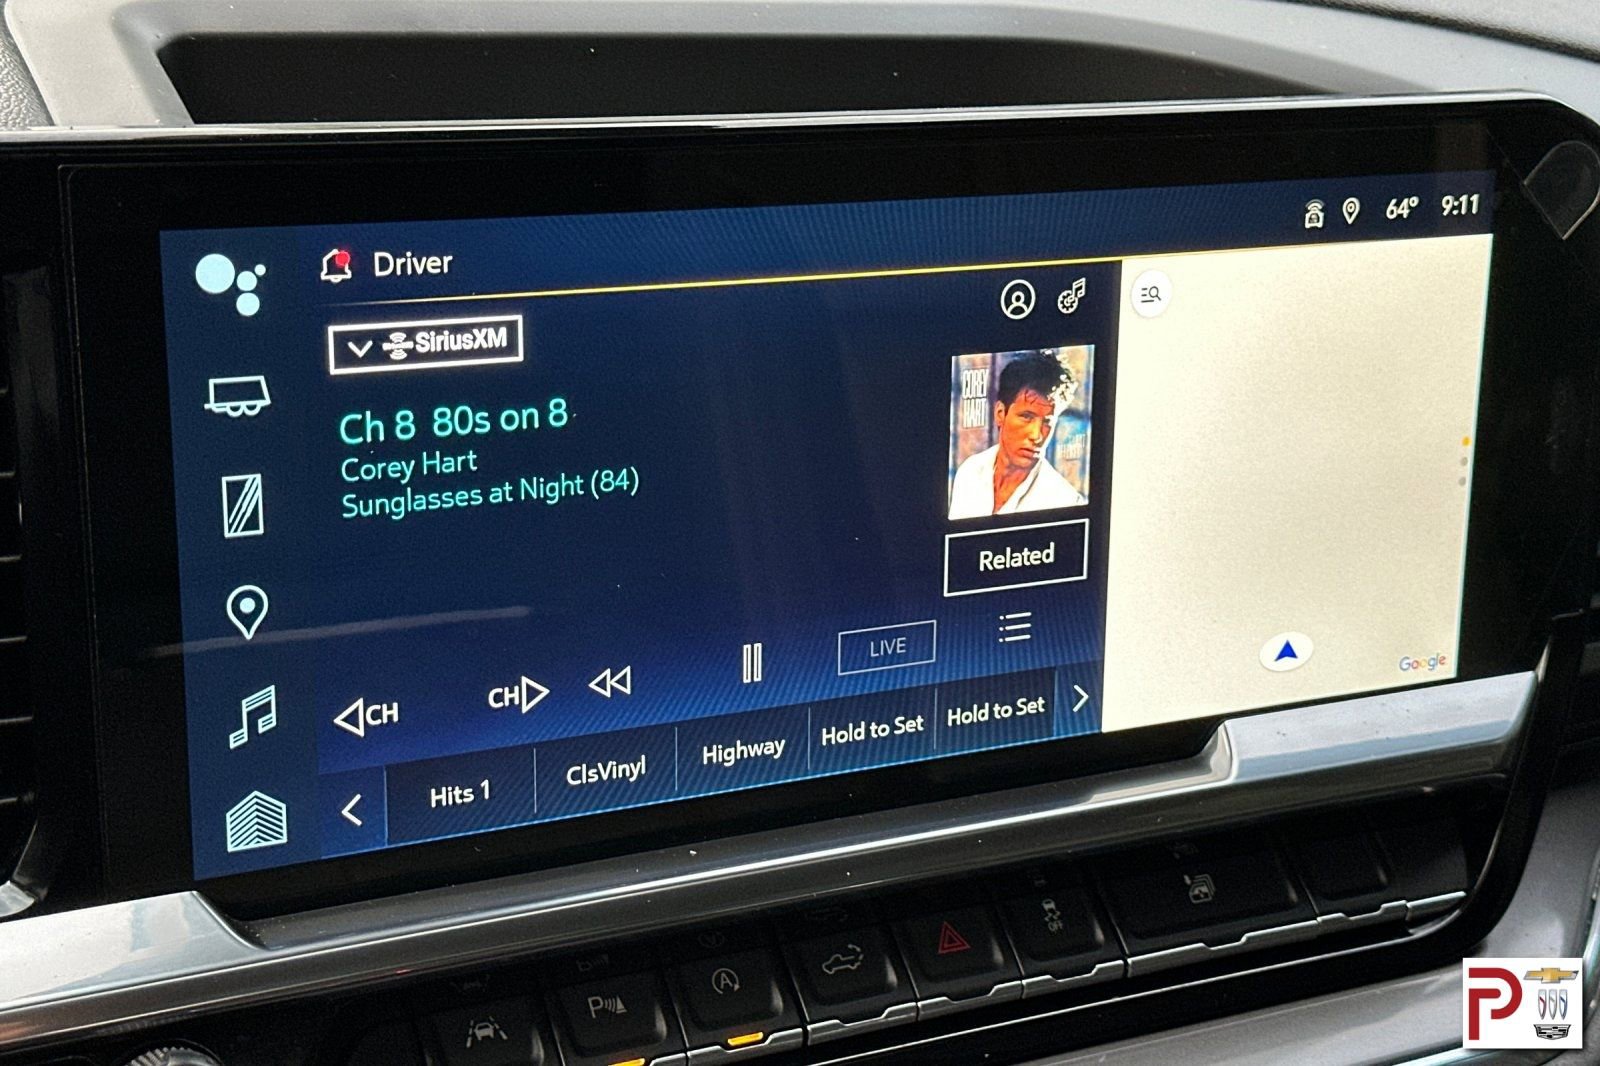 Driver
64° 9:11
SiriusXM
Ch 8 80s on 8
Corey Hart
Sunglasses at Night (84)
COREY
HART
Related
CH
CH
LIVE
Hits 1
ClsVinyl
Highway
Hold to Set
Hold to Set
Google
P
A
OFF
P